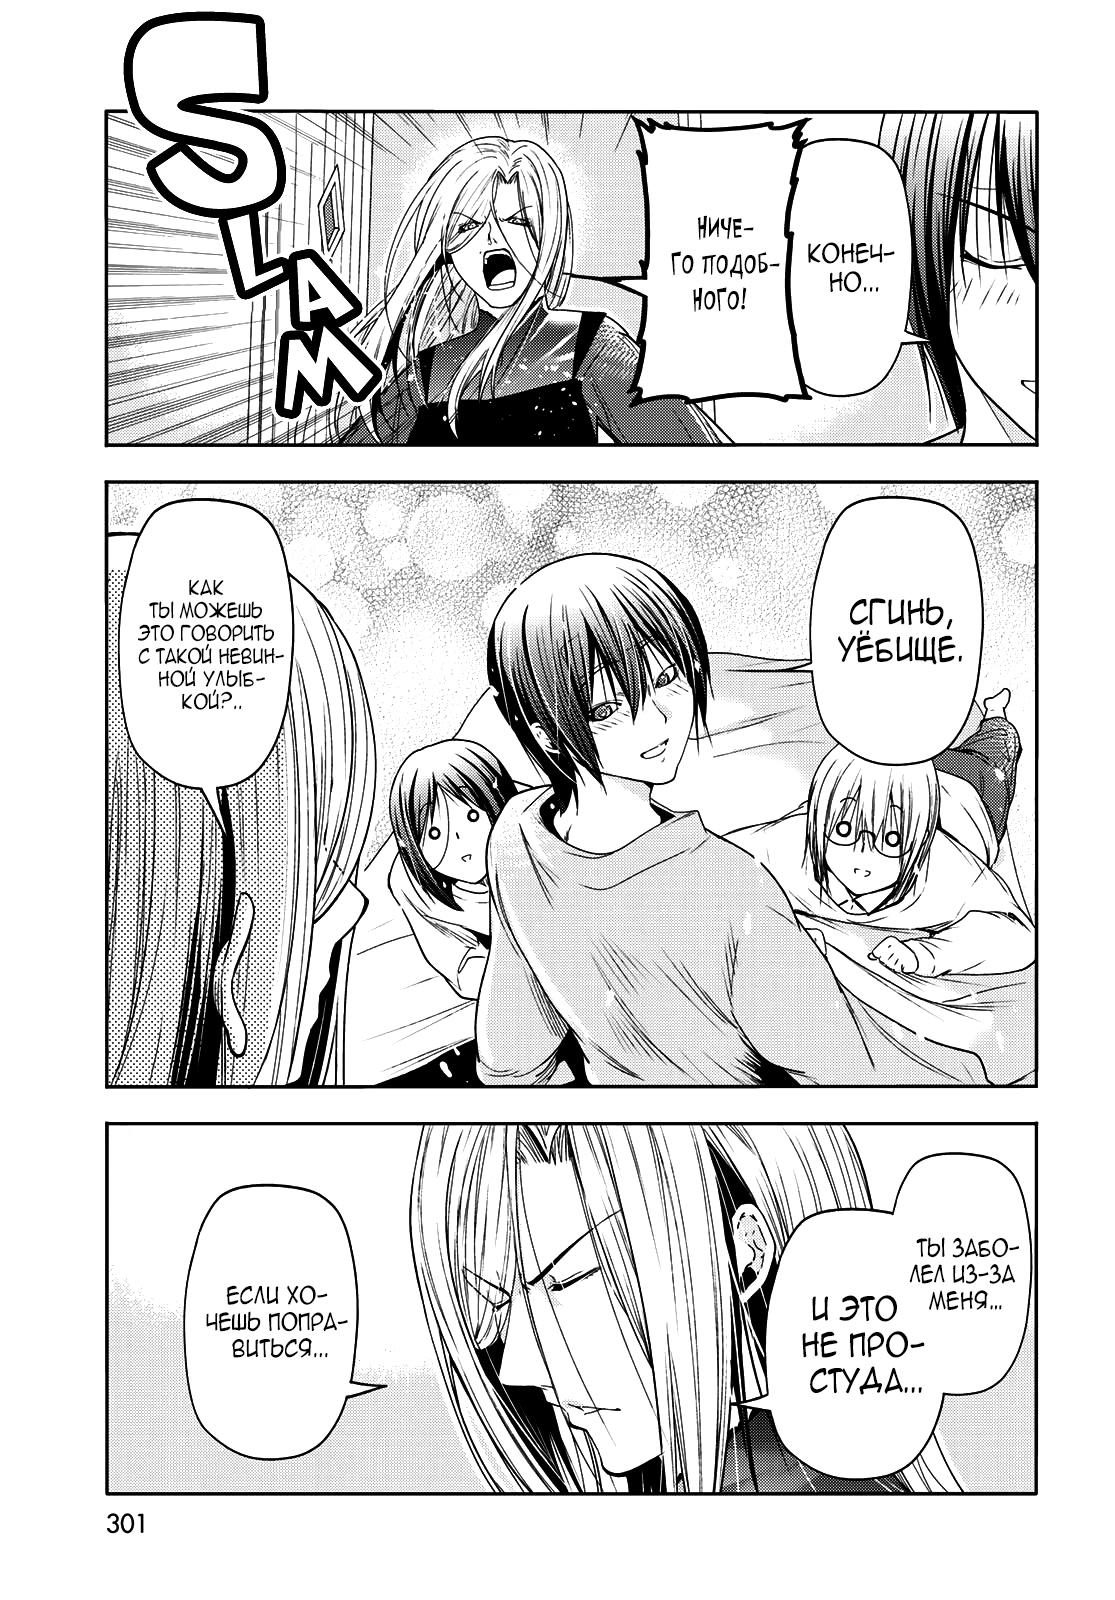 КОНЕЧ-
НО...
НИЧЕ-
ГО ПОДОБ-
НОГО!
SLAM
СГИНЬ,
УЁБИЩЕ.
КАК
ТЫ МОЖЕШЬ
ЭТО ГОВОРИТЬ
С ТАКОЙ НЕВИН-
НОЙ УЛЫБ-
КОЙ?..
ТЫ ЗАБО-
ЛЕЛ ИЗ-ЗА
МЕНЯ...
И ЭТО
НЕ ПРО-
СТУДА...
ЕСЛИ ХО-
ЧЕШЬ ПОПРА-
ВИТЬСЯ...
301